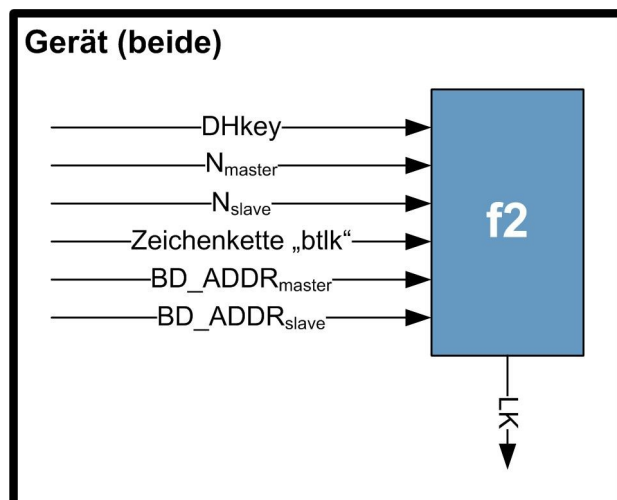 Gerät (beide)
DHkey
Nmaster
Nslave
Zeichenkette „btlk“
BD_ADDRmaster
BD_ADDRslave
f2
LK